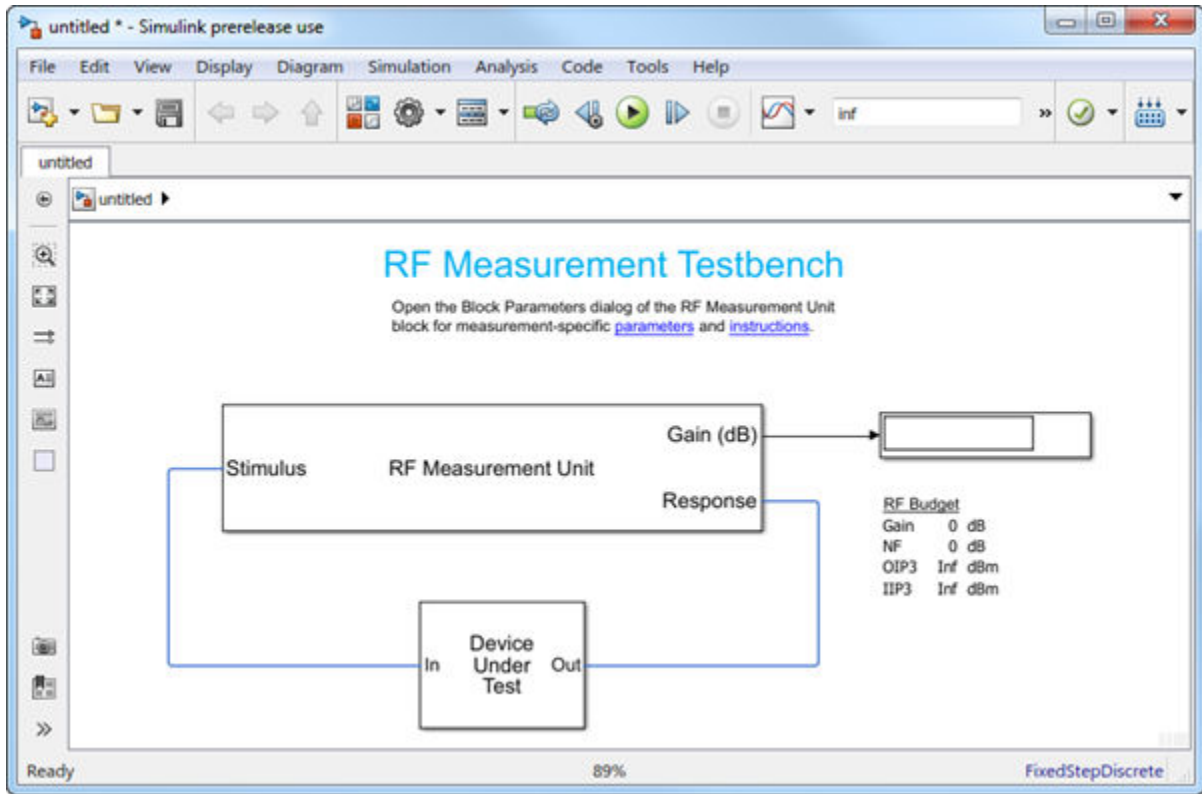 untitled * - Simulink prerelease use
File Edit View Display Diagram Simulation Analysis Code Tools Help
inf
untitled
untitled
RF Measurement Testbench
Open the Block Parameters dialog of the RF Measurement Unit
block for measurement-specific parameters and instructions.
Gain (dB)
Stimulus RF Measurement Unit
Response
RF Budget
Gain 0 dB
NF 0 dB
OIP3 Inf dBm
IIP3 Inf dBm
Device
In Under Out
Test
Ready 89% FixedStepDiscrete